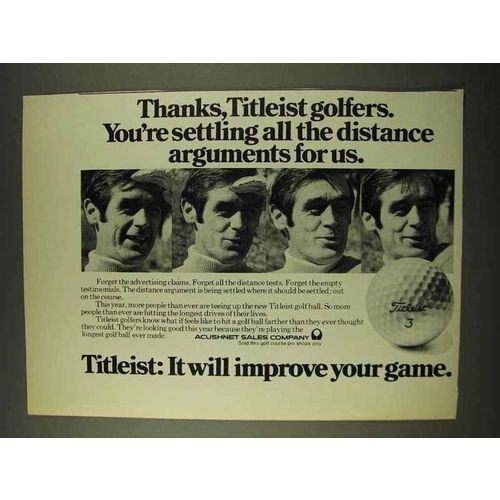 Thanks, Titleist golfers.
You're settling all the distance
arguments for us.
Forget the advertising claims. Forget all the distance tests. Forget the empty
testimonials. The distance argument is being settled where it should be settled: out
on the course.
This year, more people than ever are teeing up the new Titleist golf ball. So more
people than ever are hitting the longest drives of their lives.
Titleist golfers know what it feels like to hit a golf ball farther than they ever thought
they could. They're looking good this year because they're playing the
longest golf ball ever made.
ACUSHNET SALES COMPANY
Sold thru golf course pro shops only
Titleist
3
Titleist: It will improve your game.